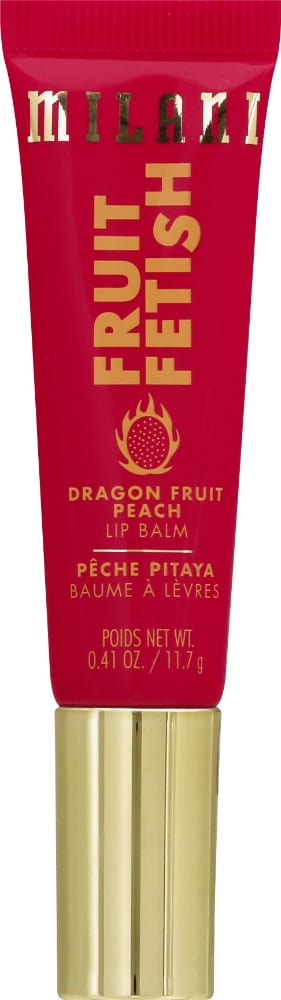 MILANI
FRUIT
FETISH
DRAGON FRUIT
PEACH
LIP BALM
PÊCHE PITAYA
BAUME À LÈVRES
POIDS NET WT.
0.41 OZ. / 11.7 g